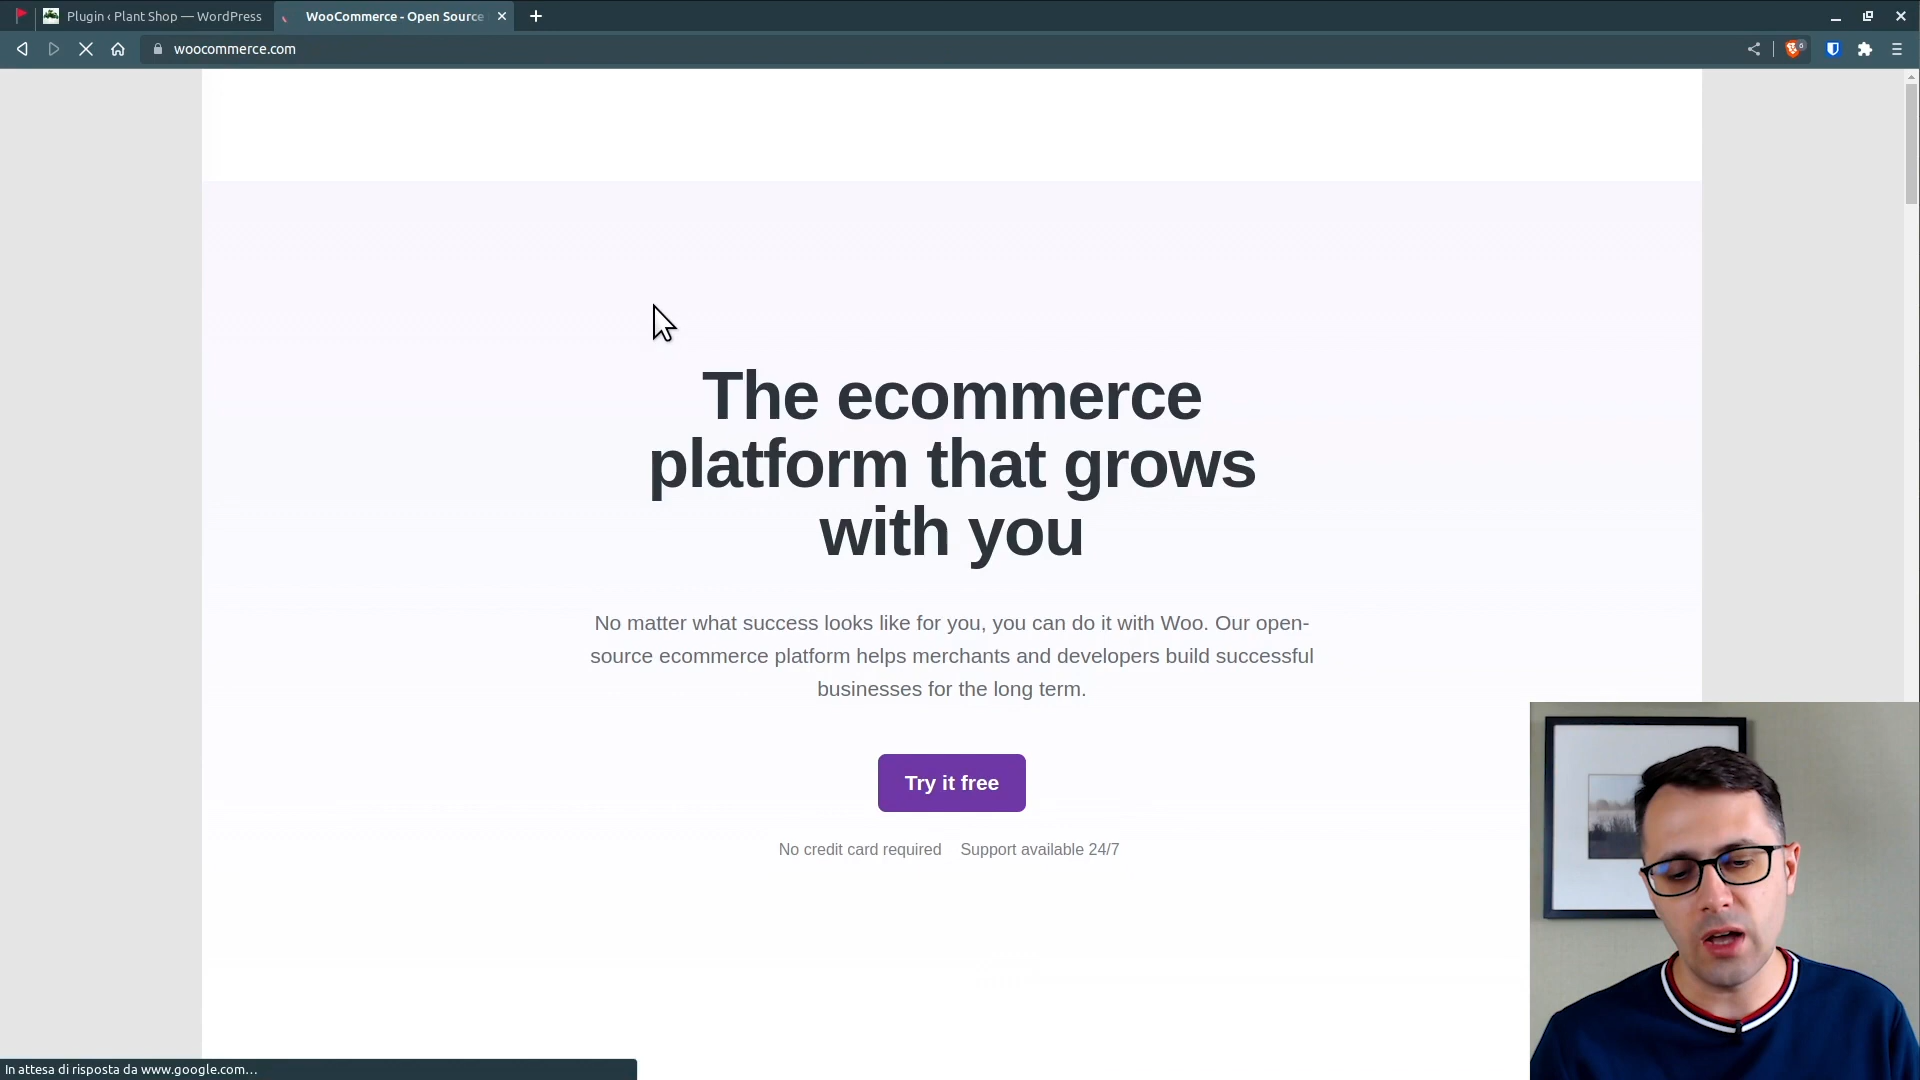 Plugin ‹ Plant Shop — WordPress
WooCommerce - Open Source
woocommerce.com
6
The ecommerce
platform that grows
with you
No matter what success looks like for you, you can do it with Woo. Our open-
source ecommerce platform helps merchants and developers build successful
businesses for the long term.
Try it free
No credit card required Support available 24/7
In attesa di risposta da www.google.com…